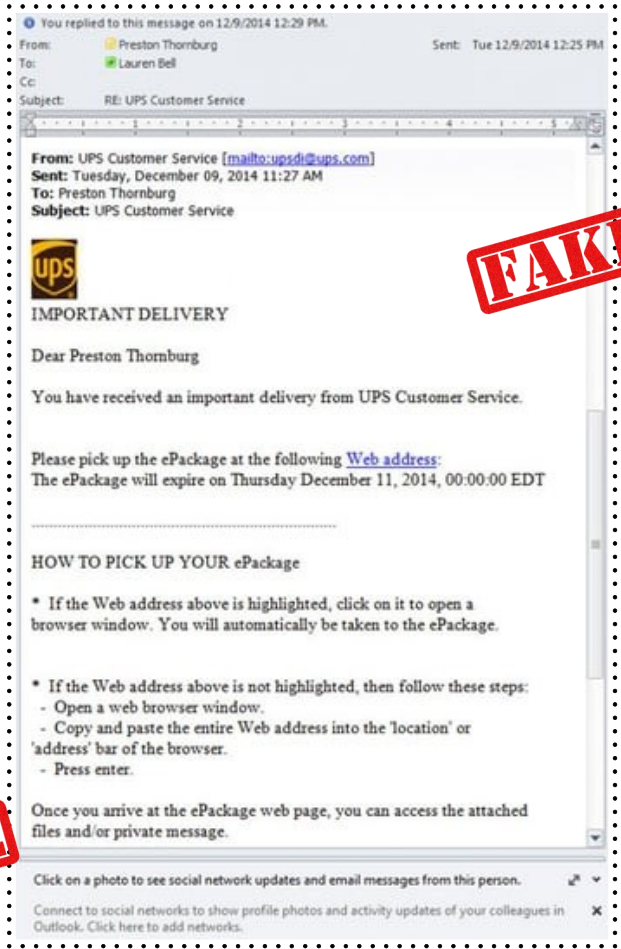 You replied to this message on 12/9/2014 12:29 PM.
From: Preston Thornburg Sent: Tue 12/9/2014 12:25 PM
To: Lauren Bell
Cc:
Subject: RE: UPS Customer Service
1 2 3 4 5
From: UPS Customer Service [mailto:upsdi@ups.com]
Sent: Tuesday, December 09, 2014 11:27 AM
To: Preston Thornburg
Subject: UPS Customer Service
ups
FAKE
IMPORTANT DELIVERY
Dear Preston Thornburg
You have received an important delivery from UPS Customer Service.
Please pick up the ePackage at the following Web address:
The ePackage will expire on Thursday December 11, 2014, 00:00:00 EDT
HOW TO PICK UP YOUR ePackage
* If the Web address above is highlighted, click on it to open a
browser window. You will automatically be taken to the ePackage.
* If the Web address above is not highlighted, then follow these steps:
- Open a web browser window.
- Copy and paste the entire Web address into the 'location' or
'address' bar of the browser.
- Press enter.
Once you arrive at the ePackage web page, you can access the attached
files and/or private message.
Click on a photo to see social network updates and email messages from this person.
Connect to social networks to show profile photos and activity updates of your colleagues in
Outlook. Click here to add networks.